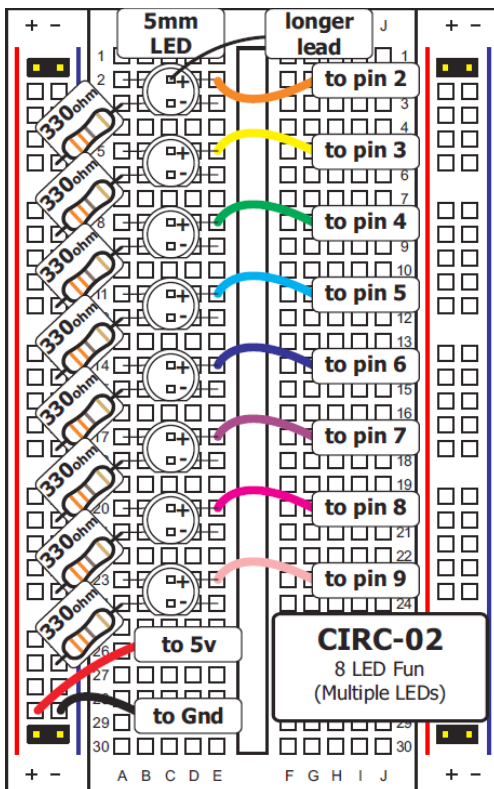 + -
5mm
LED
longer
lead
J
+ -
1
1
2
+
-
to pin 2
3
330ohm
4
5
+
-
to pin 3
6
330ohm
7
8
+
-
to pin 4
9
330ohm
10
11
+
-
to pin 5
12
330ohm
13
14
+
-
to pin 6
15
330ohm
16
17
+
-
to pin 7
18
330ohm
19
20
+
-
to pin 8
21
330ohm
22
23
+
-
to pin 9
24
330ohm
CIRC-02
8 LED Fun
(Multiple LEDs)
to 5v
26
27
28
to Gnd
29
29
30
30
+ -
A B C D E
F G H I J
+ -